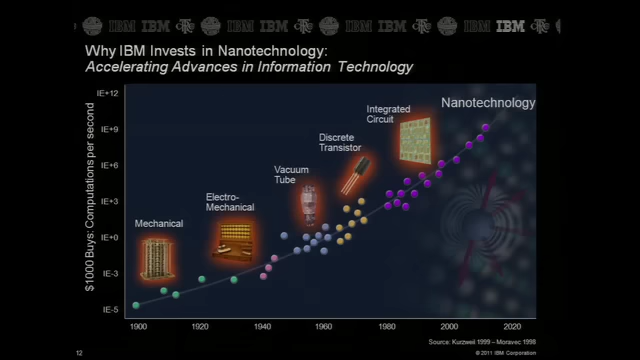 IBM IBM IBM IBM IBM
Why IBM Invests in Nanotechnology:
Accelerating Advances in Information Technology
$1000 Buys: Computations per second
IE+12
IE+9
IE+6
IE+3
IE+0
IE-3
IE-5
Mechanical
Electro-
Mechanical
Vacuum
Tube
Discrete
Transistor
Integrated
Circuit
Nanotechnology
1900
1920
1940
1960
1980
2000
2020
Source: Kurzweil 1999 – Moravec 1998
12
© 2011 IBM Corporation